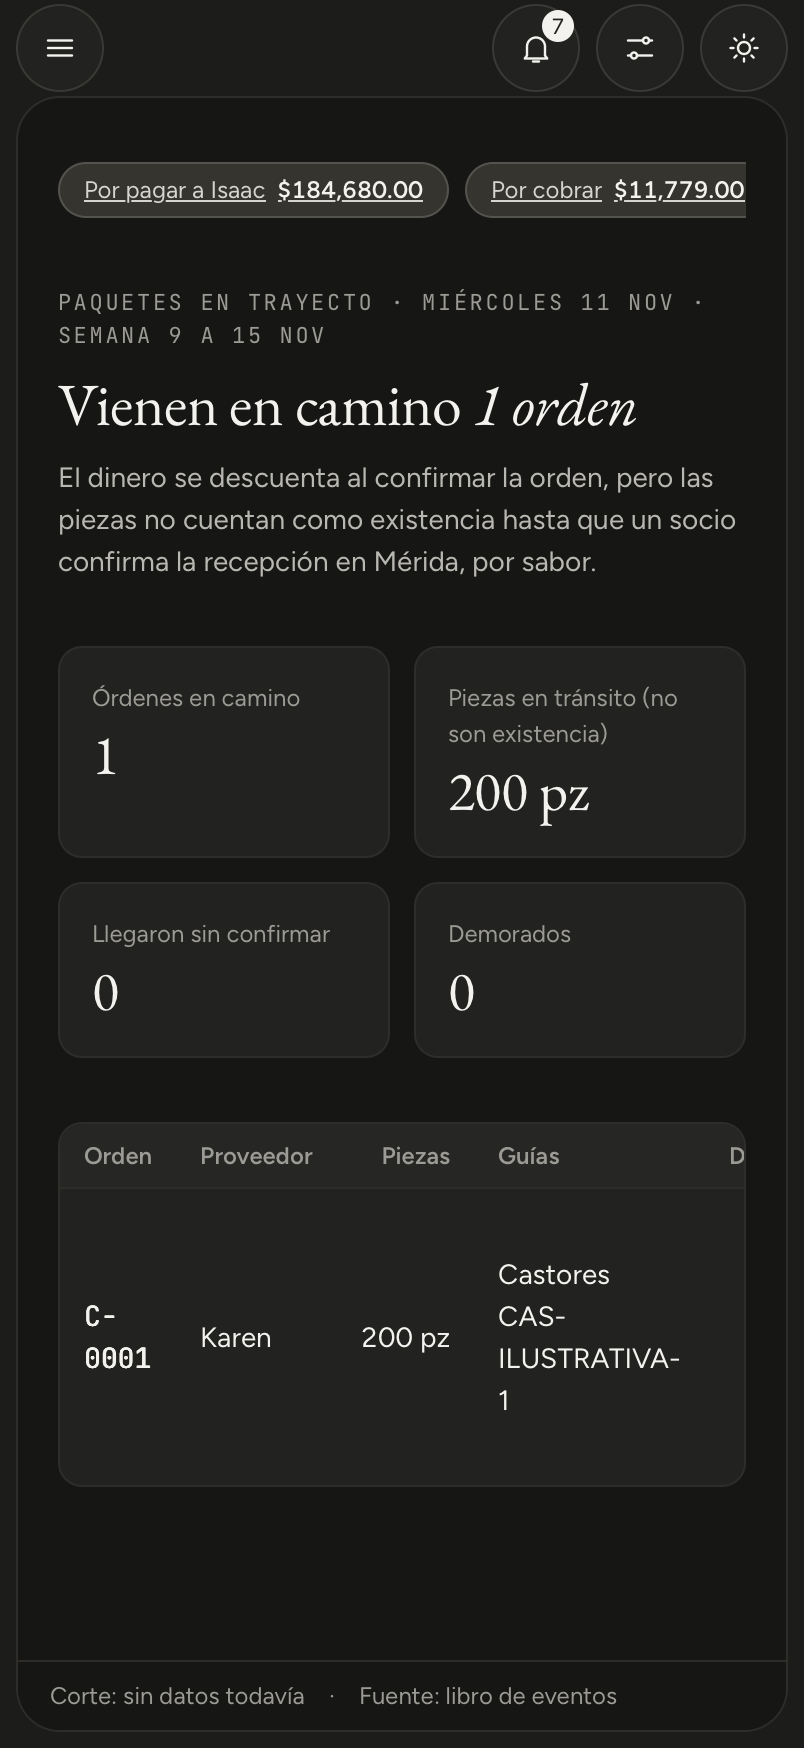 7
Por pagar a Isaac $184,680.00 Por cobrar $11,779.00
PAQUETES EN TRAYECTO · MIÉRCOLES 11 NOV ·
SEMANA 9 A 15 NOV
Vienen en camino 1 orden
El dinero se descuenta al confirmar la orden, pero las
piezas no cuentan como existencia hasta que un socio
confirma la recepción en Mérida, por sabor.
Órdenes en camino
1
Piezas en tránsito (no
son existencia)
200 pz
Llegaron sin confirmar
0
Demorados
0
Orden Proveedor Piezas Guías D
C-
0001
Karen
200 pz
Castores
CAS-
ILUSTRATIVA-
1
Corte: sin datos todavía · Fuente: libro de eventos